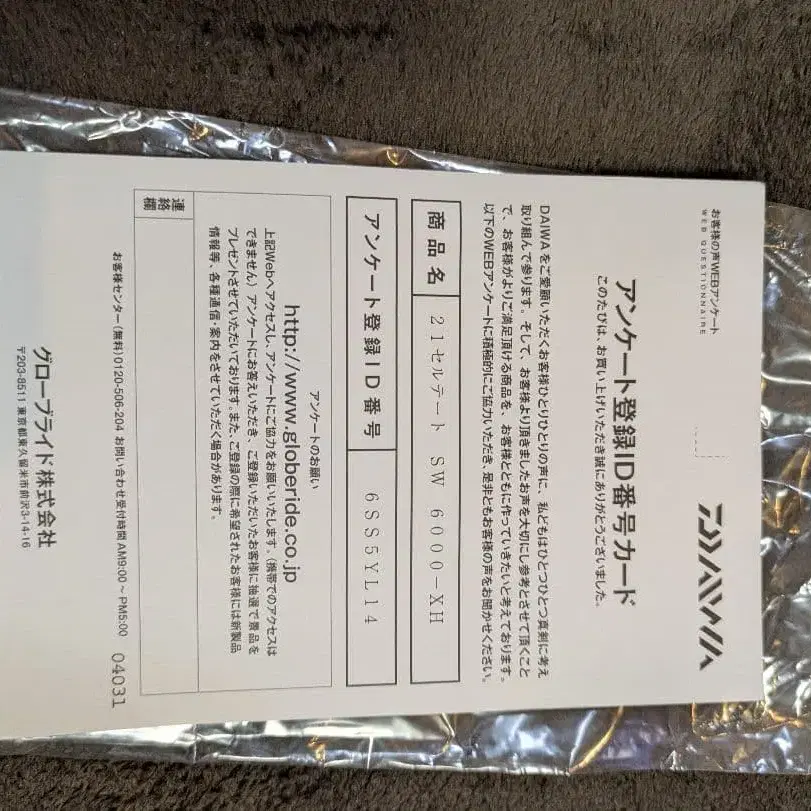 お客様の声WEBアンケート
WEB QUESTIONNAIRE
DAIWA
アンケート登録ID番号カード
このたびは、お買い上げいただき誠にありがとうございました。
DAIWAをご愛顧いただくお客様ひとりひとりの声に、私どもはひとつひとつ真剣に考え
取り組んで参ります。そして、お客様より頂きましたお声を大切にし参考とさせて頂くこと
で、お客様がよりご満足頂ける商品を、お客様とともに作っていきたいと考えております。
以下のWEBアンケートに積極的にご協力いただき、是非ともお客様の声をお聞かせください。
商品名 21セルテート SW 6000-XH
アンケート登録ID番号 6SS5YL14
アンケートのお願い
http://www.globeride.co.jp
上記Webへアクセスし、アンケートにご協力をお願いいたします。(携帯でのアクセスは
できません) アンケートにお答えいただき、ご登録いただいたお客様に抽選で景品を
プレゼントさせていただいております。また、ご登録の際に希望されたお客様には新製品
情報等、各種通信・案内をさせていただく場合があります。
連絡欄
お客様センター(無料)0120-506-204 お問い合わせ受付時間 AM9:00～PM5:00
04031
グローブライド株式会社
〒203-8511 東京都東久留米市前沢3-14-16